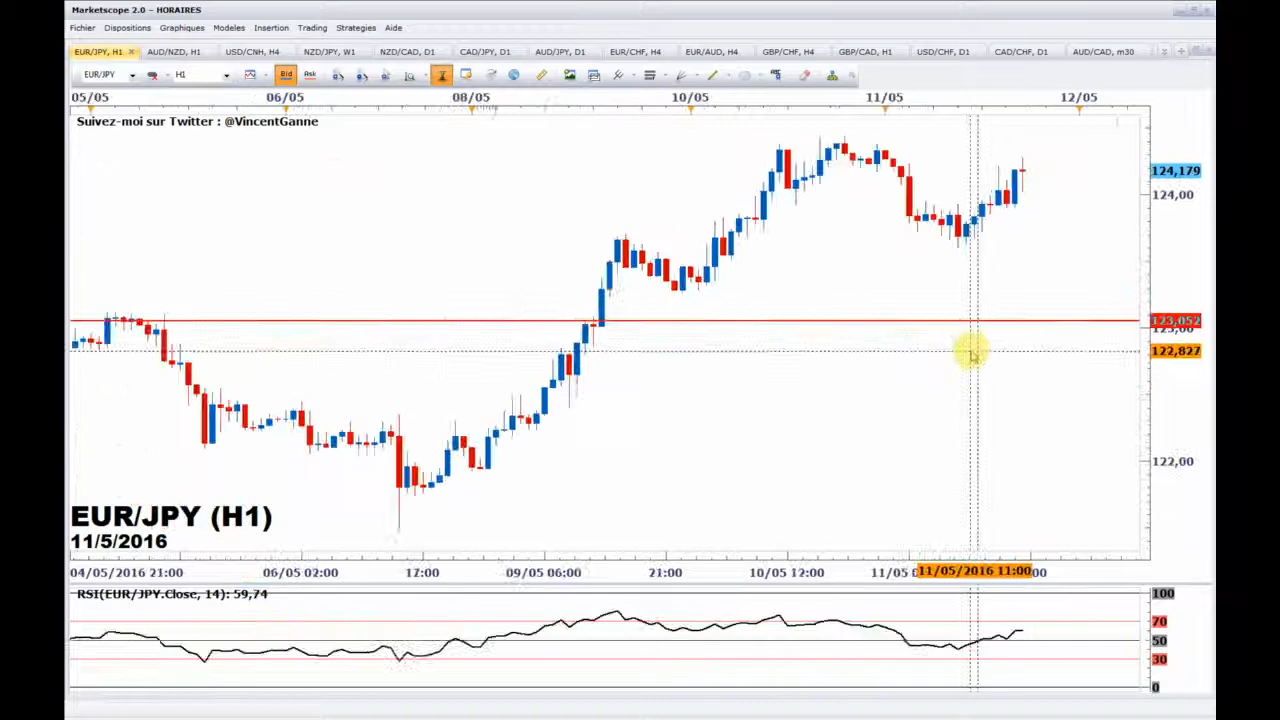 Marketscope 2.0 – HORAIRES
Fichier Dispositions Graphiques Modeles Insertion Trading Strategies Aide
EUR/JPY, H1 AUD/NZD, H1 USD/CNH, H4 NZD/JPY, W1 NZD/CAD, D1 CAD/JPY, D1 AUD/JPY, D1 EUR/CHF, H4 EUR/AUD, H4 GBP/CHF, H4 GBP/CAD, H1 USD/CHF, D1 CAD/CHF, D1 AUD/CAD, m30
EUR/JPY H1 Bid Ask
05/05 06/05 08/05 10/05 11/05 12/05
Suivez-moi sur Twitter : @VincentGanne
124,179
124,00
123,052
123,00
122,827
122,00
EUR/JPY (H1)
11/5/2016
04/05/2016 21:00 06/05 02:00 12:00 09/05 06:00 21:00 10/05 12:00 11/05 11/05/2016 11:00
RSI(EUR/JPY.Close, 14): 59,74
100
70
50
30
0